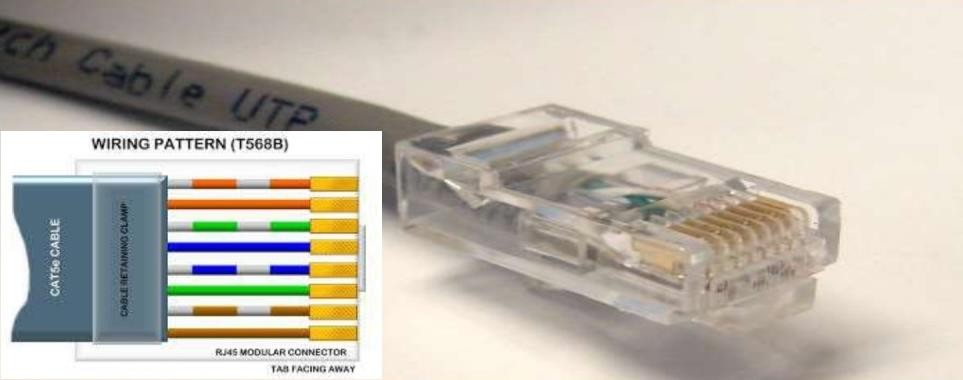 ch Cable UTP
WIRING PATTERN (T568B)
CAT5e CABLE
CABLE RETAINING CLAMP
RJ45 MODULAR CONNECTOR
TAB FACING AWAY